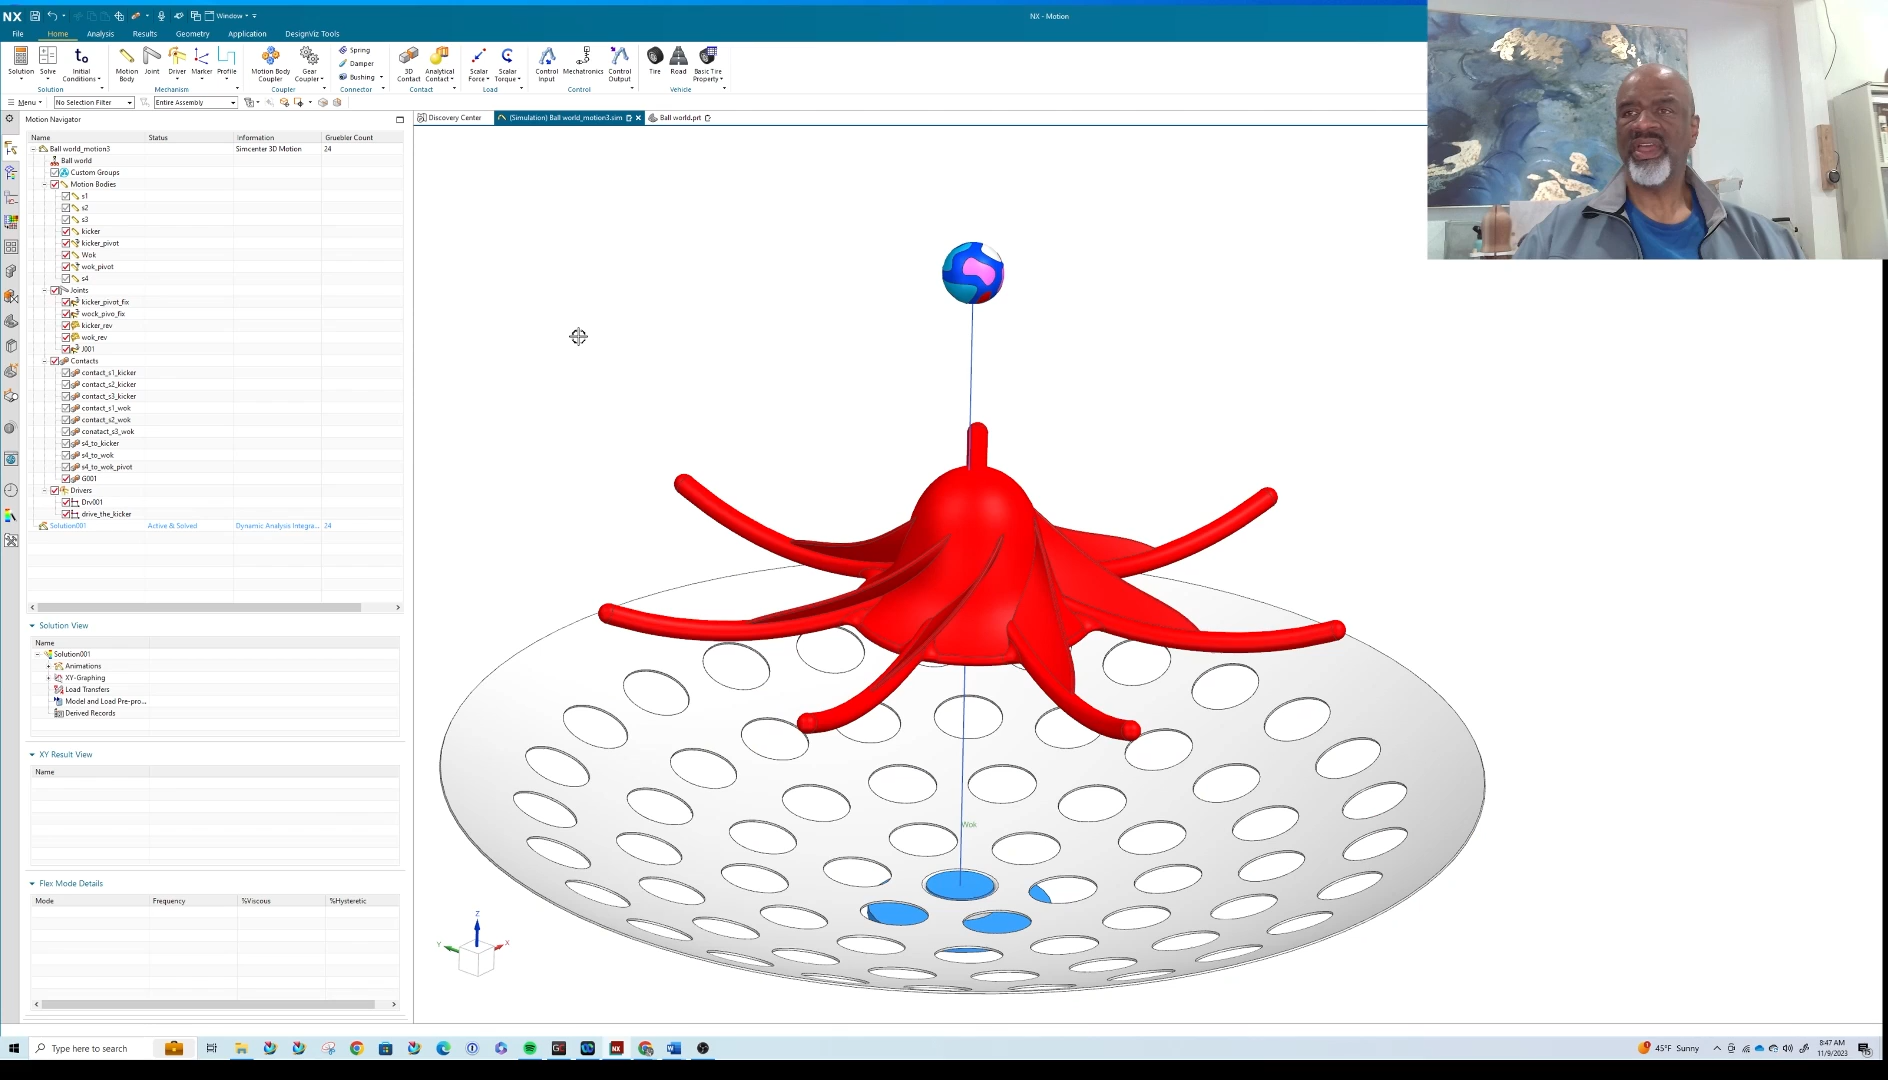 NX
Window
NX - Motion
File Home Analysis Results Geometry Application DesignViz Tools
Solution Solve Initial Conditions Motion Body Joint Driver Marker Profile Motion Body Coupler Gear Coupler Spring Damper Bushing 3D Contact Analytical Contact Scalar Force Scalar Torque Control Input Mechatronics Control Output Tire Road Basic Tire Property
Solution Mechanism Coupler Connector Contact Load Control Vehicle
Menu No Selection Filter Entire Assembly
Motion Navigator
Discovery Center (Simulation) Ball world_motion3.sim Ball world.prt
Name Status Information Gruebler Count
Ball world_motion3 Simcenter 3D Motion 24
Ball world
Custom Groups
Motion Bodies
s1
s2
s3
kicker
kicker_pivot
Wok
wok_pivot
s4
Joints
kicker_pivot_fix
wock_pivo_fix
kicker_rev
wok_rev
J001
Contacts
contact_s1_kicker
contact_s2_kicker
contact_s3_kicker
contact_s1_wok
contact_s2_wok
conatact_s3_wok
s4_to_kicker
s4_to_wok
s4_to_wok_pivot
G001
Drivers
Drv001
drive_the_kicker
Solution001 Active & Solved Dynamic Analysis Integra... 24
Solution View
Name
Solution001
Animations
XY-Graphing
Load Transfers
Model and Load Pre-pro...
Derived Records
XY Result View
Name
Flex Mode Details
Mode Frequency %Viscous %Hysteretic
Wok
Z
Y
X
Type here to search
45°F Sunny
8:47 AM
11/9/2023